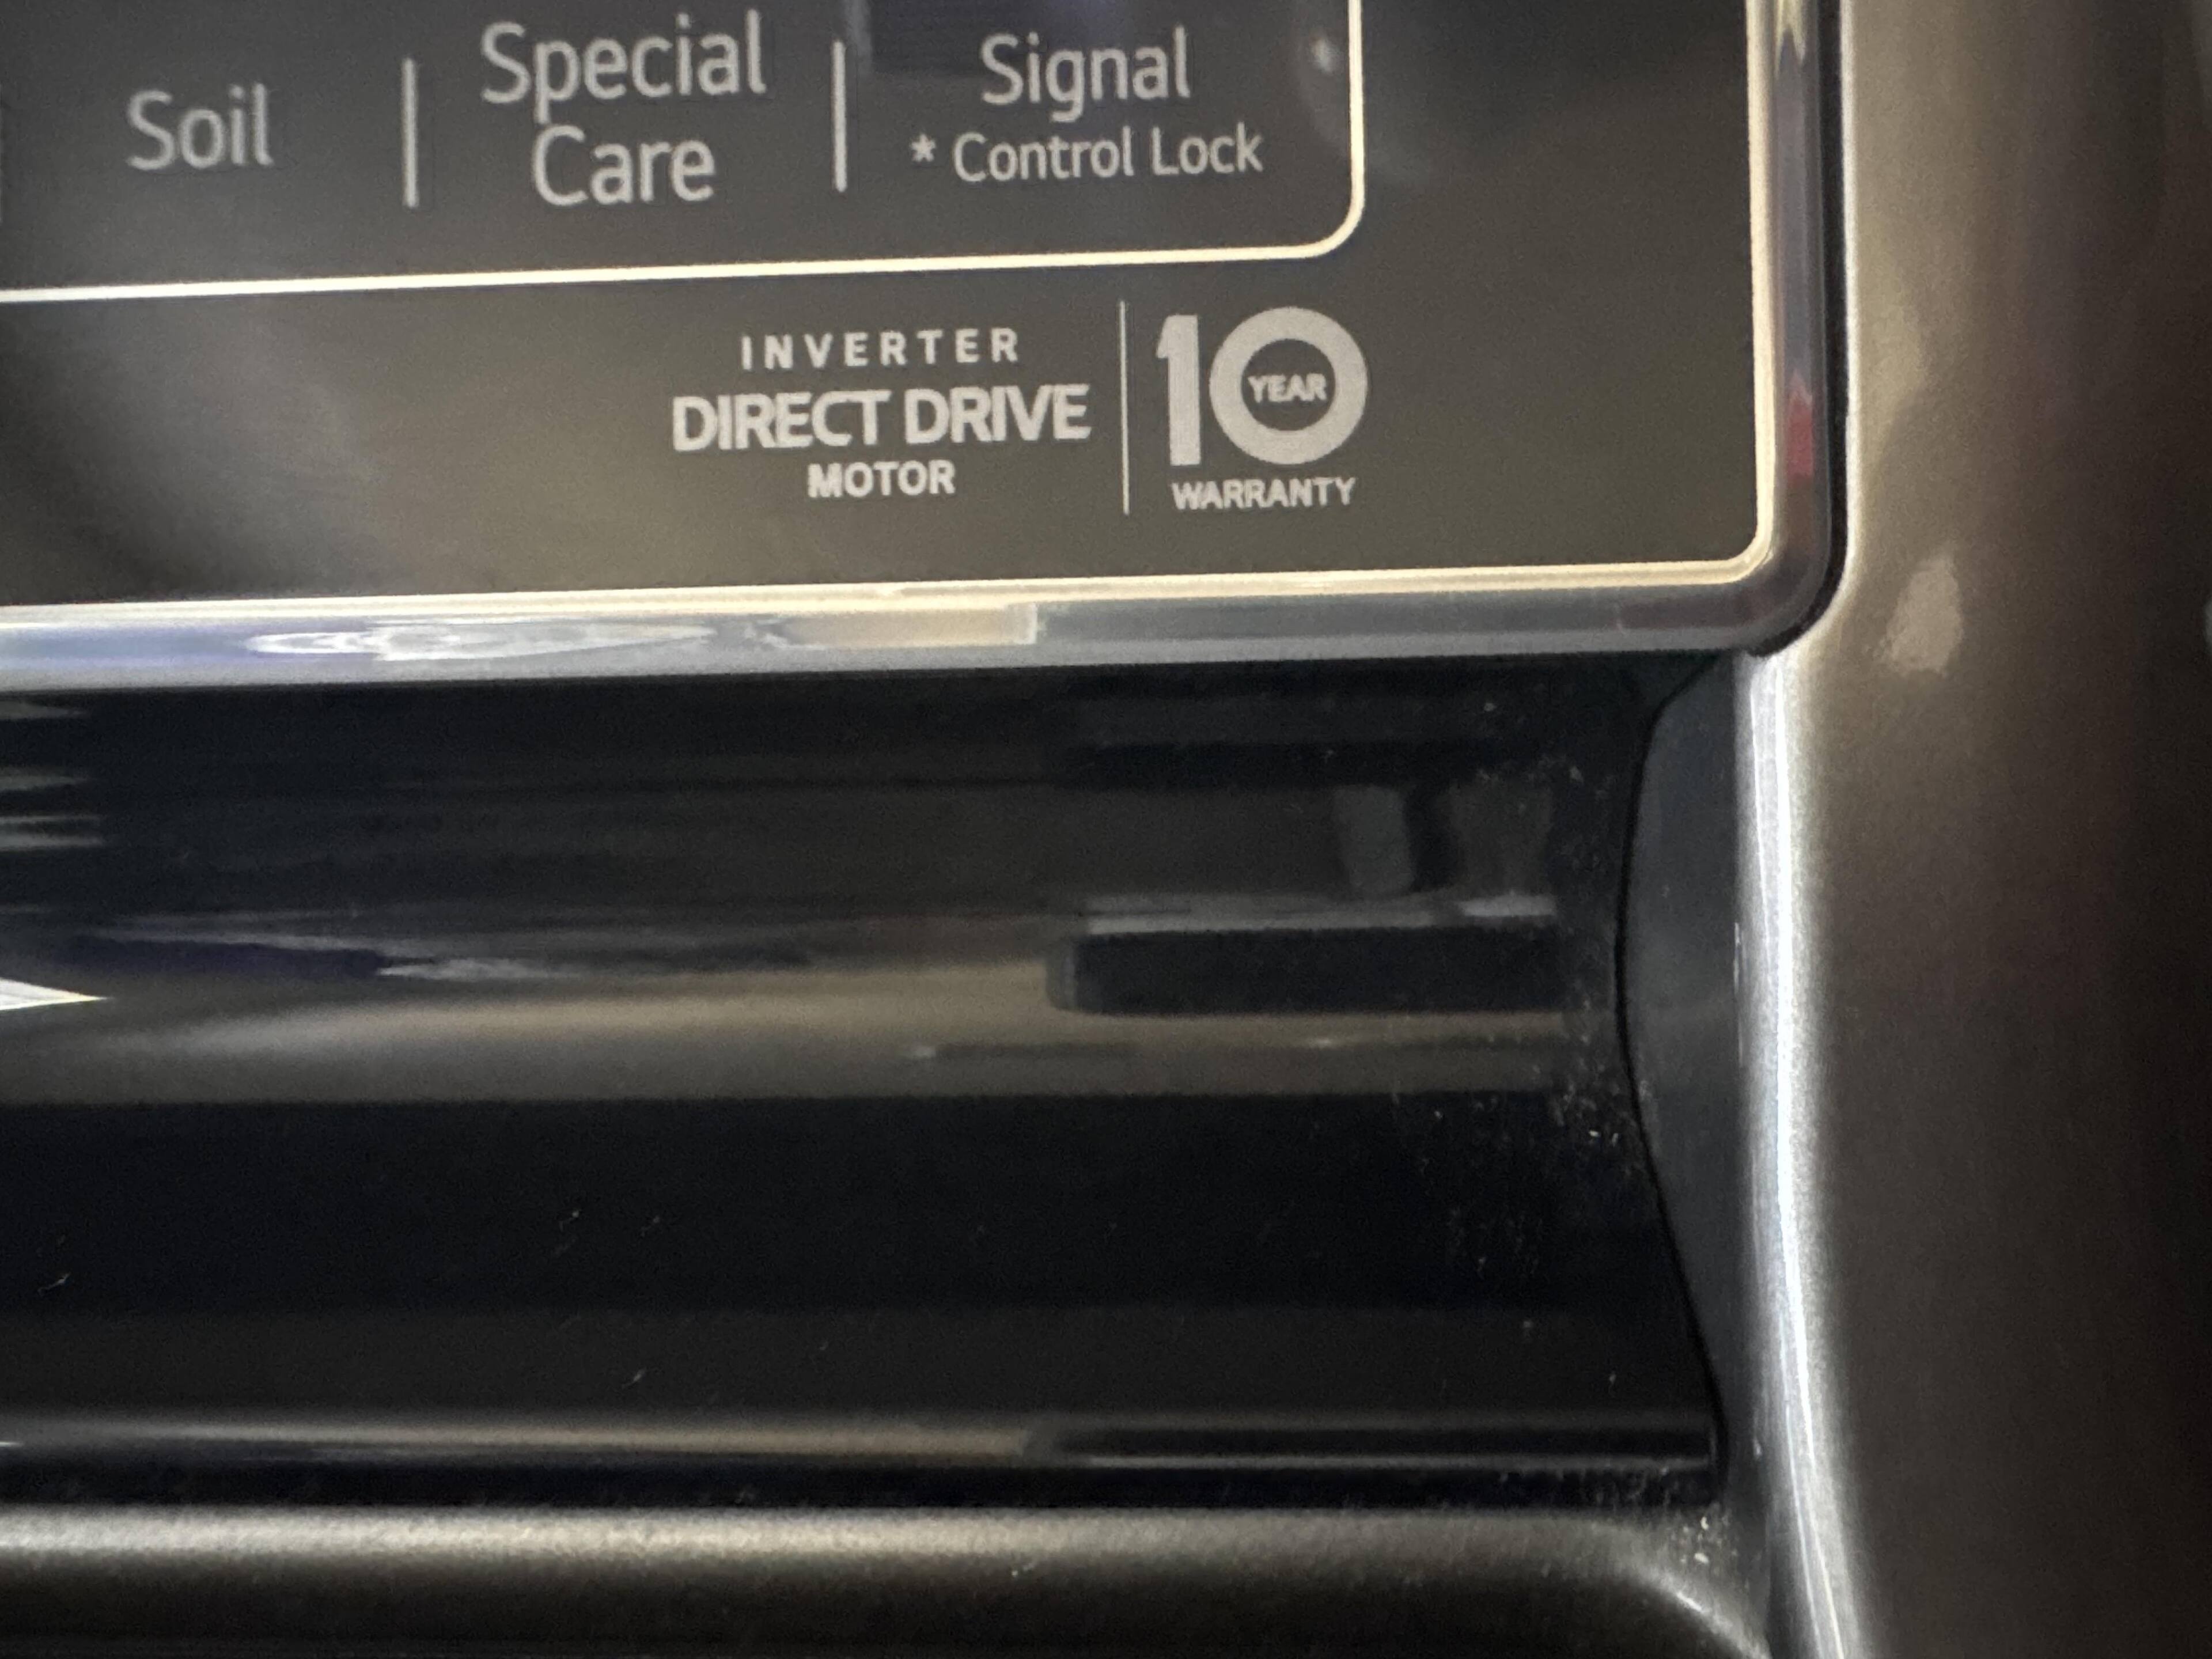 Soil
Special
Care
Signal
* Control Lock
INVERTER
DIRECT DRIVE
MOTOR
10
YEAR
WARRANTY